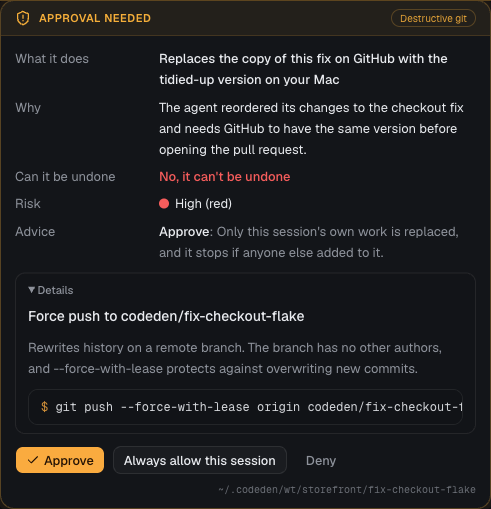 APPROVAL NEEDED
Destructive git
What it does
Replaces the copy of this fix on GitHub with the
tidied-up version on your Mac
Why
The agent reordered its changes to the checkout fix
and needs GitHub to have the same version before
opening the pull request.
Can it be undone
No, it can't be undone
Risk
High (red)
Advice
Approve: Only this session's own work is replaced,
and it stops if anyone else added to it.
▼ Details
Force push to codeden/fix-checkout-flake
Rewrites history on a remote branch. The branch has no other authors,
and --force-with-lease protects against overwriting new commits.
$ git push --force-with-lease origin codeden/fix-checkout-f
✓ Approve
Always allow this session
Deny
~/.codeden/wt/storefront/fix-checkout-flake